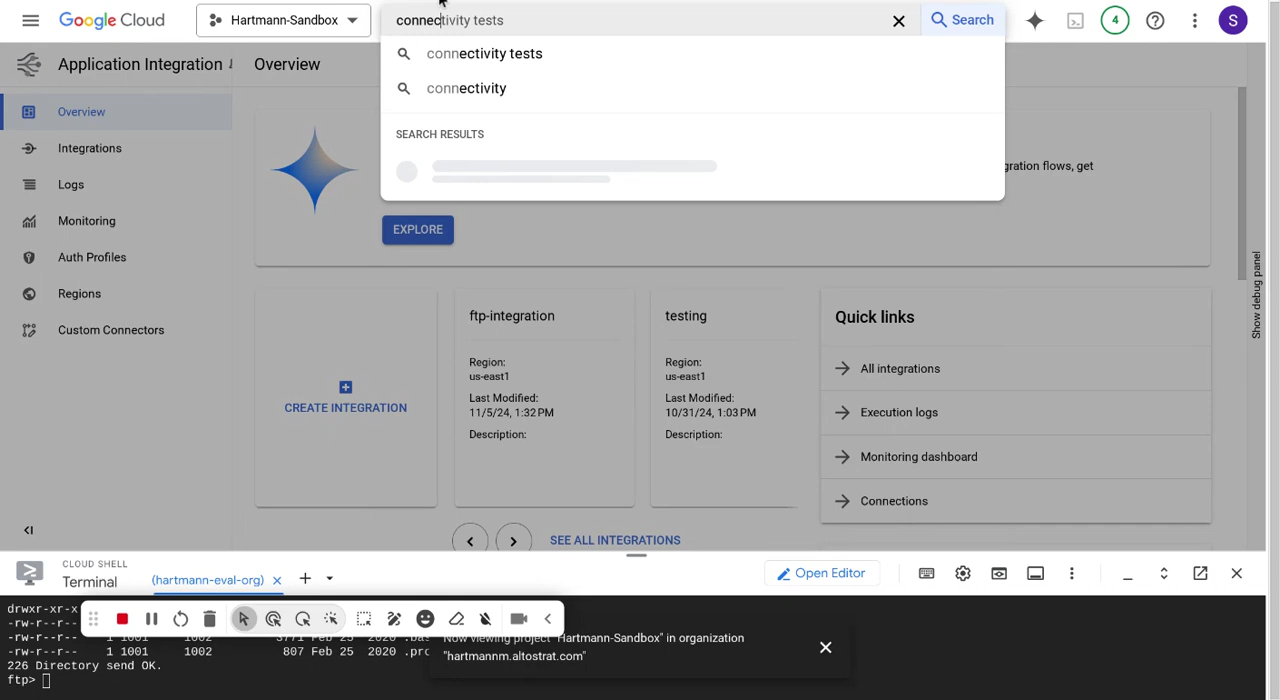 Google Cloud
Hartmann-Sandbox
connectivity tests
Search
4
S
connectivity tests
connectivity
SEARCH RESULTS
Application Integration
Overview
Overview
Integrations
Logs
Monitoring
Auth Profiles
Regions
Custom Connectors
gration flows, get
EXPLORE
CREATE INTEGRATION
ftp-integration
Region:
us-east1
Last Modified:
11/5/24, 1:32 PM
Description:
testing
Region:
us-east1
Last Modified:
10/31/24, 1:03 PM
Description:
Quick links
All integrations
Execution logs
Monitoring dashboard
Connections
SEE ALL INTEGRATIONS
Show debug panel
CLOUD SHELL
Terminal
(hartmann-eval-org)
Open Editor
drwxr-xr-x
-rw-r--r-- 1 1001 1002 3771 Feb 25 2020 .bas
-rw-r--r-- 1 1001 1002 807 Feb 25 2020 .pro
226 Directory send OK.
ftp>
Now viewing project "Hartmann-Sandbox" in organization
"hartmannm.altostrat.com"